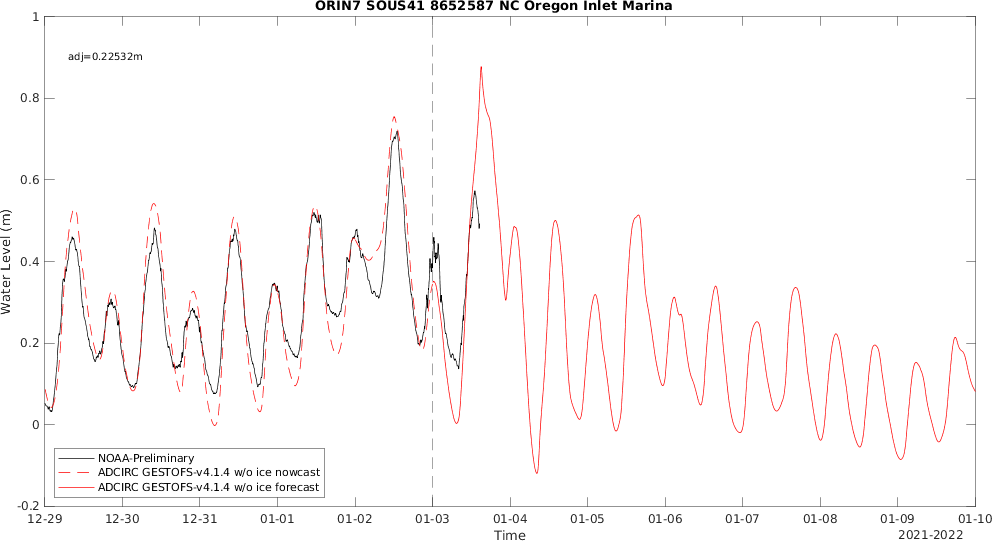 ORIN7 SOUS41 8652587 NC Oregon Inlet Marina
adj=0.22532m
Water Level (m)
1
0.8
0.6
0.4
0.2
0
-0.2
NOAA-Preliminary
ADCIRC GESTOFS-v4.1.4 w/o ice nowcast
ADCIRC GESTOFS-v4.1.4 w/o ice forecast
12-29 12-30 12-31 01-01 01-02 01-03 01-04 01-05 01-06 01-07 01-08 01-09 01-10
Time
2021-2022